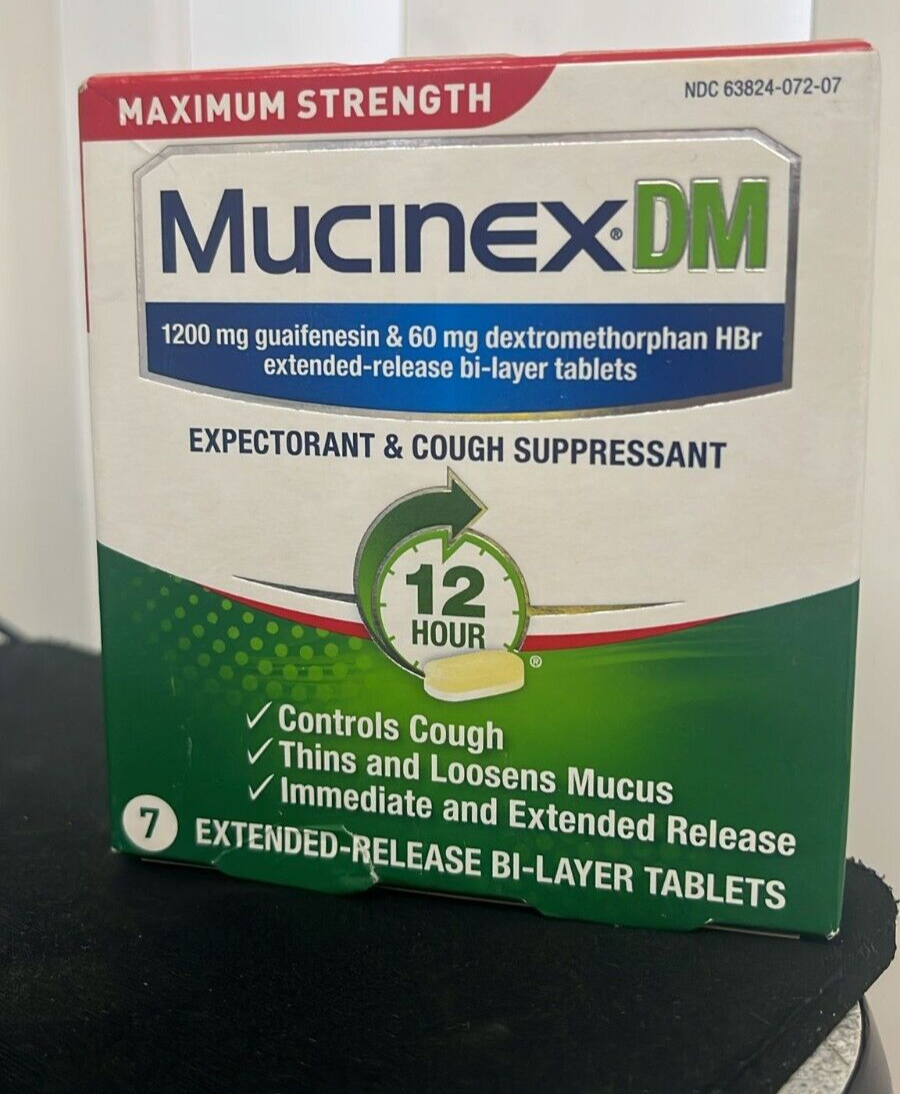 MAXIMUM STRENGTH
NDC 63824-072-07
MUCINEX® DM
1200 mg guaifenesin & 60 mg dextromethorphan HBr
extended-release bi-layer tablets
EXPECTORANT & COUGH SUPPRESSANT
12
HOUR
®
✓ Controls Cough
✓ Thins and Loosens Mucus
✓ Immediate and Extended Release
7 EXTENDED-RELEASE BI-LAYER TABLETS